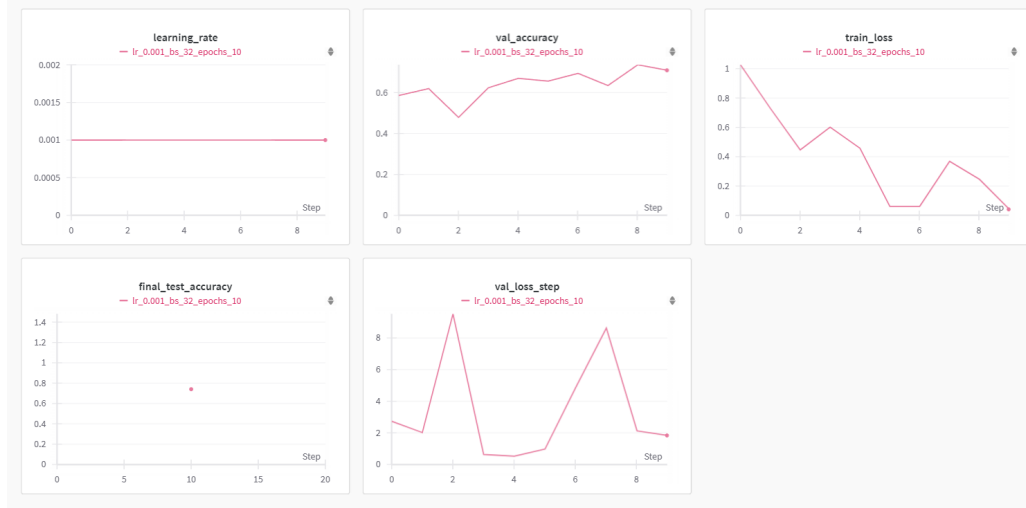 learning_rate
lr_0.001_bs_32_epochs_10
0.002
0.0015
0.001
0.0005
0
Step
0 2 4 6 8
val_accuracy
lr_0.001_bs_32_epochs_10
0.6
0.4
0.2
0
Step
0 2 4 6 8
train_loss
lr_0.001_bs_32_epochs_10
1
0.8
0.6
0.4
0.2
0
Step
0 2 4 6 8
final_test_accuracy
lr_0.001_bs_32_epochs_10
1.4
1.2
1
0.8
0.6
0.4
0.2
0
Step
0 5 10 15 20
val_loss_step
lr_0.001_bs_32_epochs_10
8
6
4
2
0
Step
0 2 4 6 8